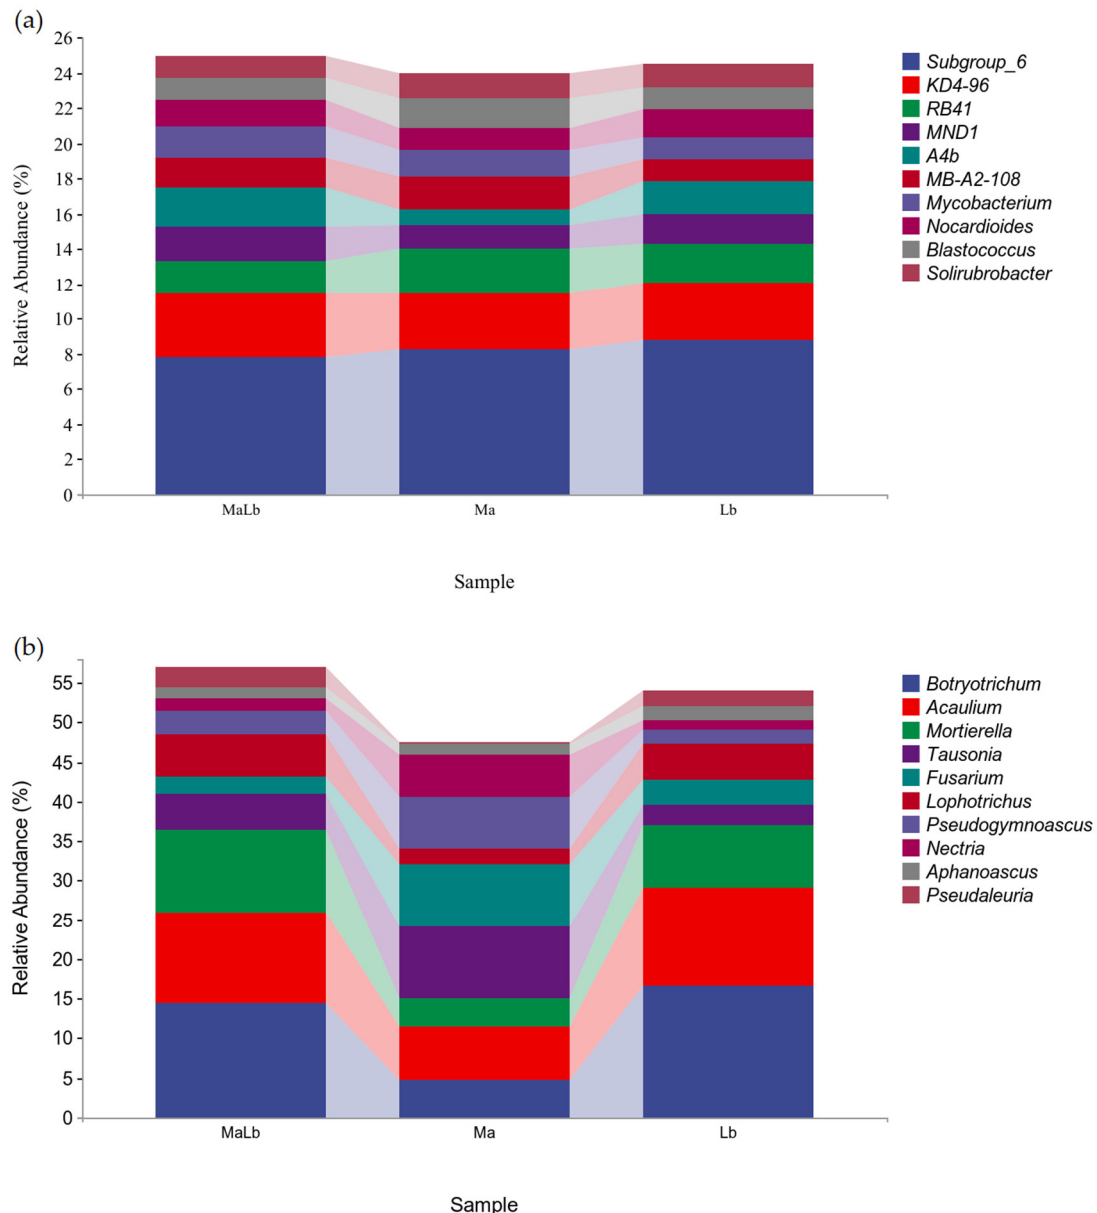 (a)
26
24
22
20
18
16
14
12
10
8
6
4
2
0
Relative Abundance (%)
MaLb Ma Lb
Sample
Subgroup_6
KD4-96
RB41
MND1
A4b
MB-A2-108
Mycobacterium
Nocardioides
Blastococcus
Solirubrobacter
(b)
55
50
45
40
35
30
25
20
15
10
5
0
Relative Abundance (%)
MaLb Ma Lb
Sample
Botryotrichum
Acaulium
Mortierella
Tausonia
Fusarium
Lophotrichus
Pseudogymnoascus
Nectria
Aphanoascus
Pseudaleuria